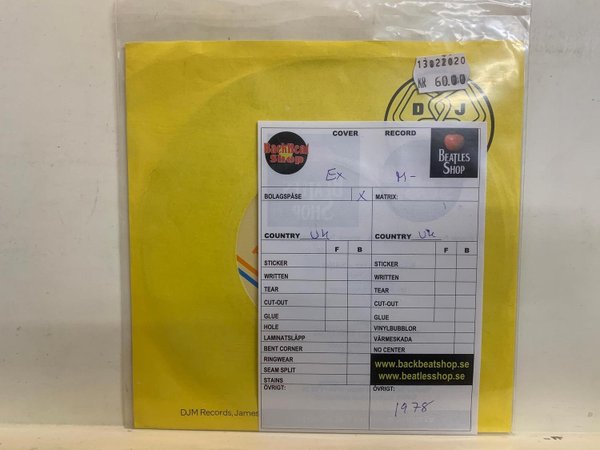 13022020
KR 60.00
D J
BackBeat
Shop
COVER RECORD
BEATLES
SHOP
Ex M-
BOLAGSPÅSE X MATRIX:
COUNTRY UK COUNTRY UK
F B F B
STICKER STICKER
WRITTEN WRITTEN
TEAR TEAR
CUT-OUT CUT-OUT
GLUE GLUE
HOLE VINYLBUBBLOR
LAMINATSLÄPP VÄRMESKADA
BENT CORNER NO CENTER
RINGWEAR
SEAM SPLIT
STAINS
www.backbeatshop.se
www.beatlesshop.se
ÖVRIGT: ÖVRIGT:
1978
DJM Records, James